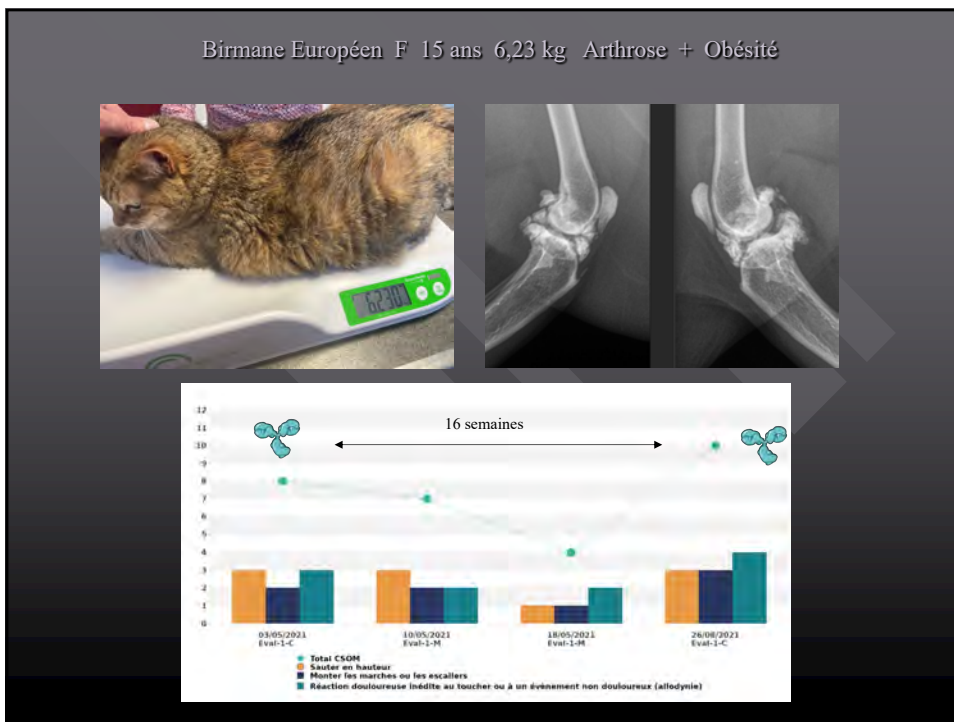 Birmane Européen F 15 ans 6,23 kg Arthrose + Obésité
6.230
16 semaines
12
11
10
9
8
7
6
5
4
3
2
1
0
03/05/2021
Eval-1-C
10/05/2021
Eval-1-M
18/05/2021
Eval-1-M
26/08/2021
Eval-1-C
Total CSOM
Sauter en hauteur
Monter les marches ou les escaliers
Réaction douloureuse inédite au toucher ou à un évènement non douloureux (allodynie)